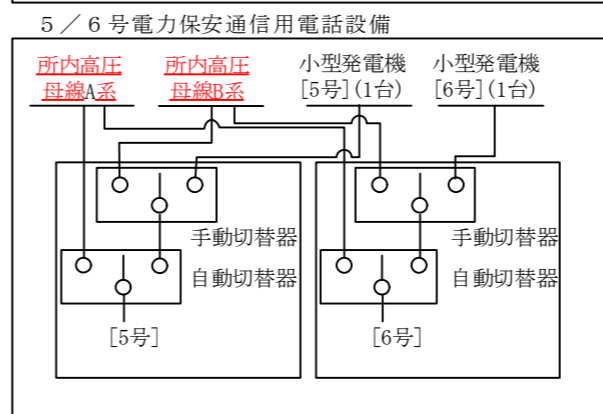 5／6号電力保安通信用電話設備
所内高圧
母線A系
所内高圧
母線B系
小型発電機
[5号](1台)
小型発電機
[6号](1台)
手動切替器
自動切替器
[5号]
手動切替器
自動切替器
[6号]